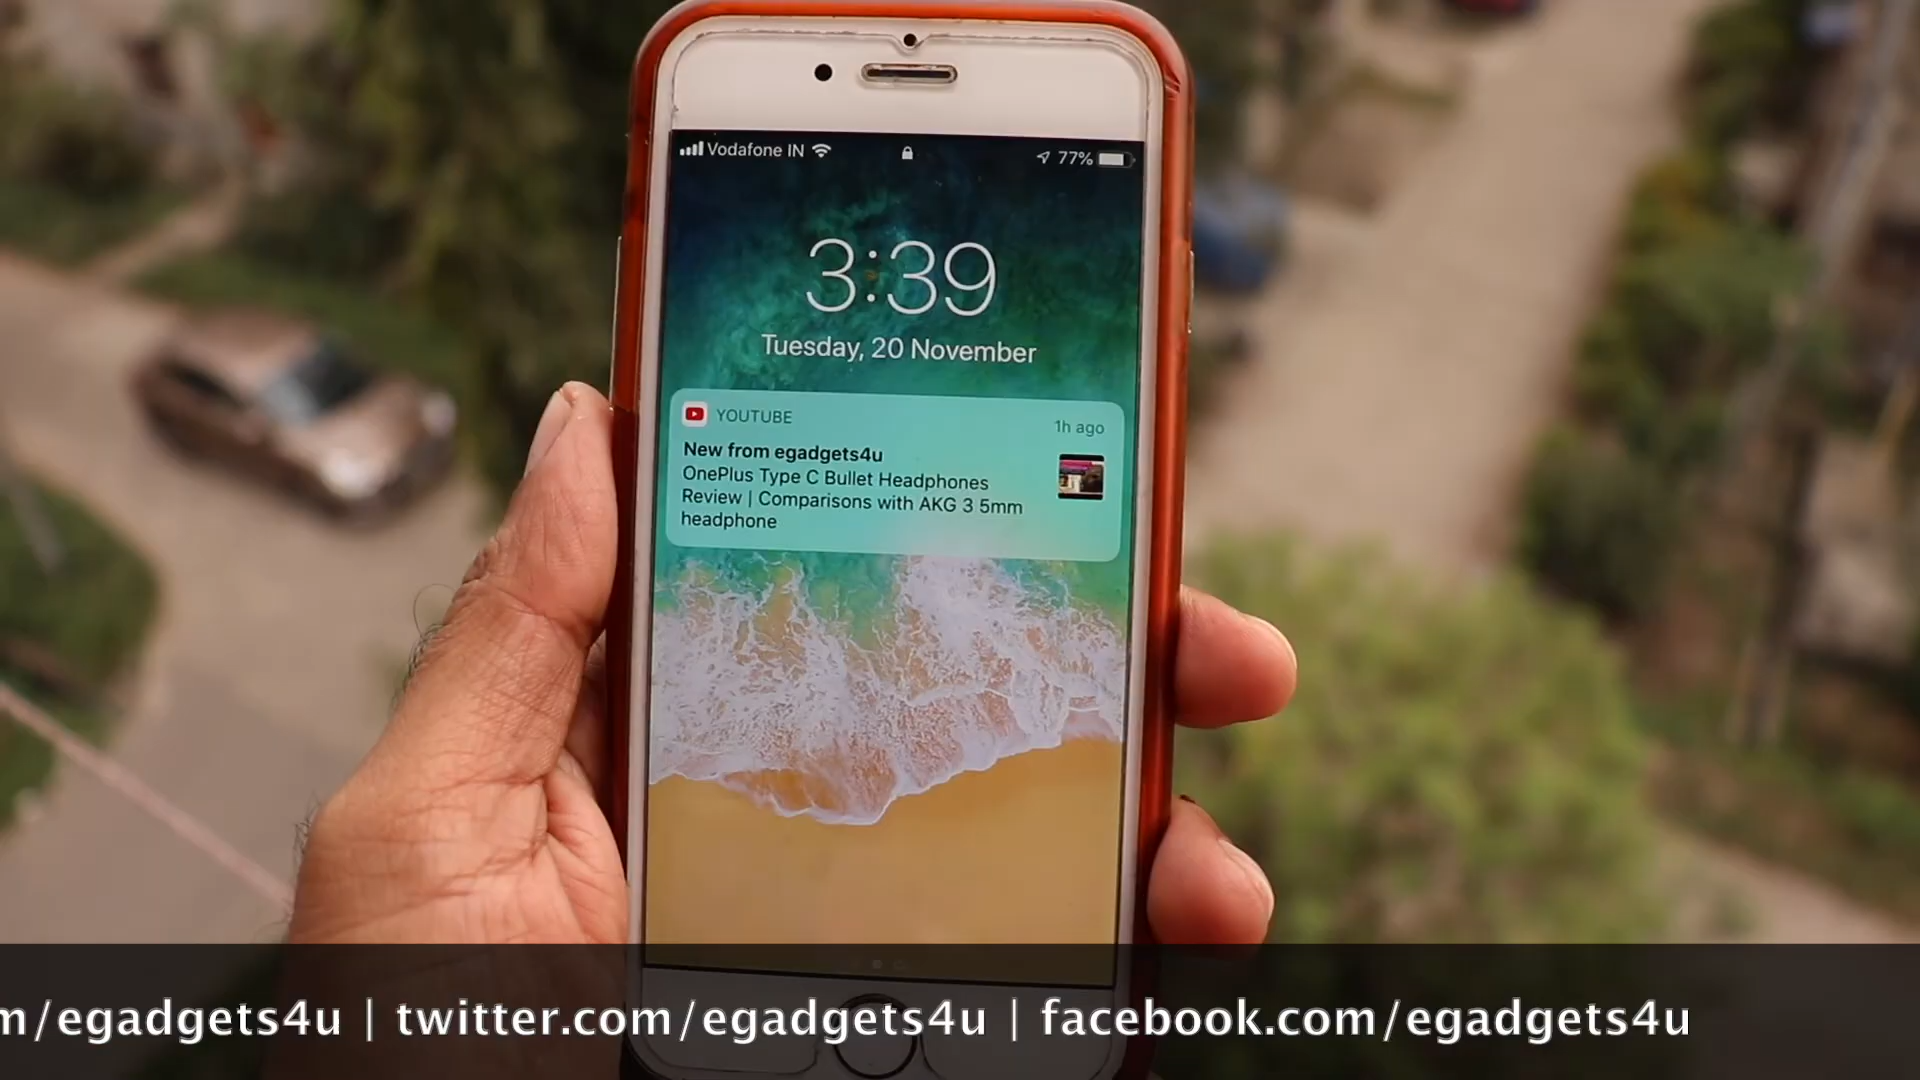 Vodafone IN
77%
3:39
Tuesday, 20 November
YOUTUBE
1h ago
New from egadgets4u
OnePlus Type C Bullet Headphones
Review | Comparisons with AKG 3 5mm
headphone
m/egadgets4u | twitter.com/egadgets4u | facebook.com/egadgets4u